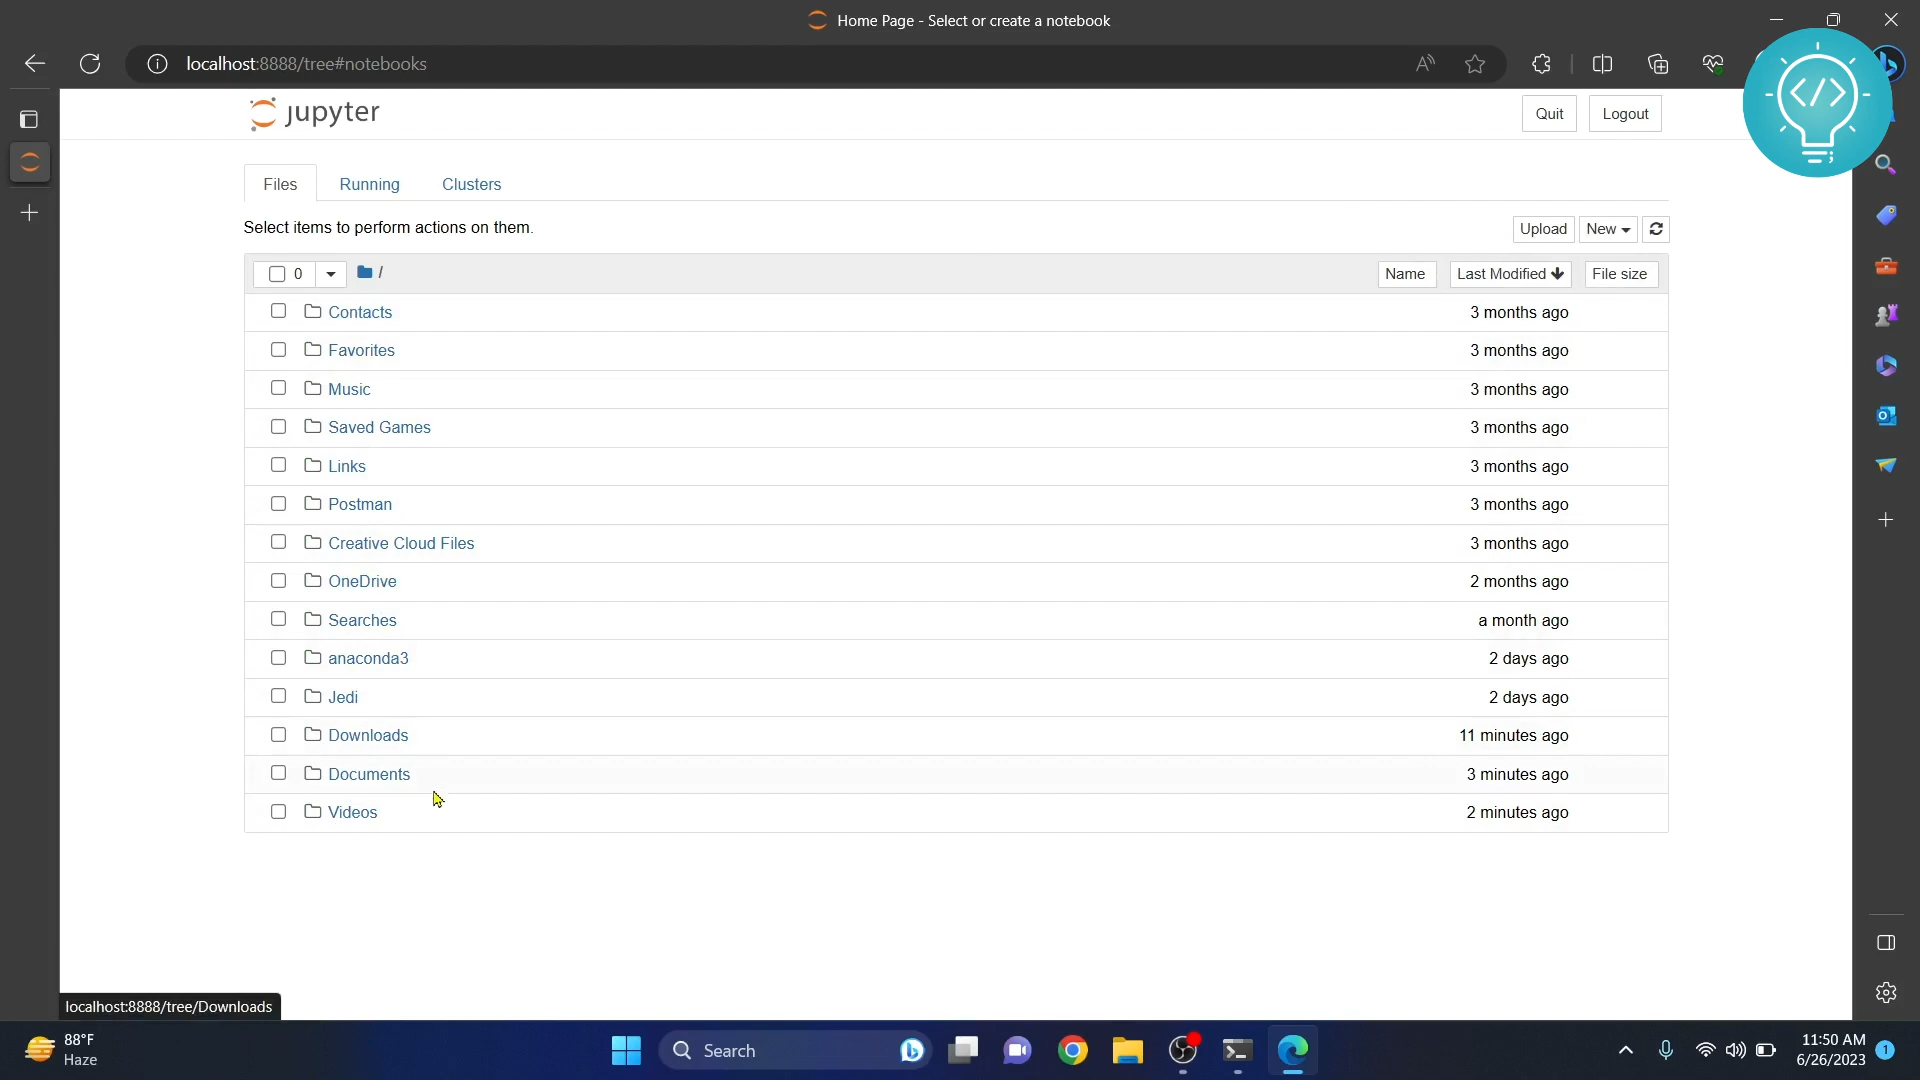 Home Page - Select or create a notebook
localhost:8888/tree#notebooks
jupyter
Quit
Logout
Files
Running
Clusters
Select items to perform actions on them.
Upload
New
0
/
Name
Last Modified
File size
Contacts
3 months ago
Favorites
3 months ago
Music
3 months ago
Saved Games
3 months ago
Links
3 months ago
Postman
3 months ago
Creative Cloud Files
3 months ago
OneDrive
2 months ago
Searches
a month ago
anaconda3
2 days ago
Jedi
2 days ago
Downloads
11 minutes ago
Documents
3 minutes ago
Videos
2 minutes ago
localhost:8888/tree/Downloads
88°F
Haze
Search
11:50 AM
6/26/2023
1